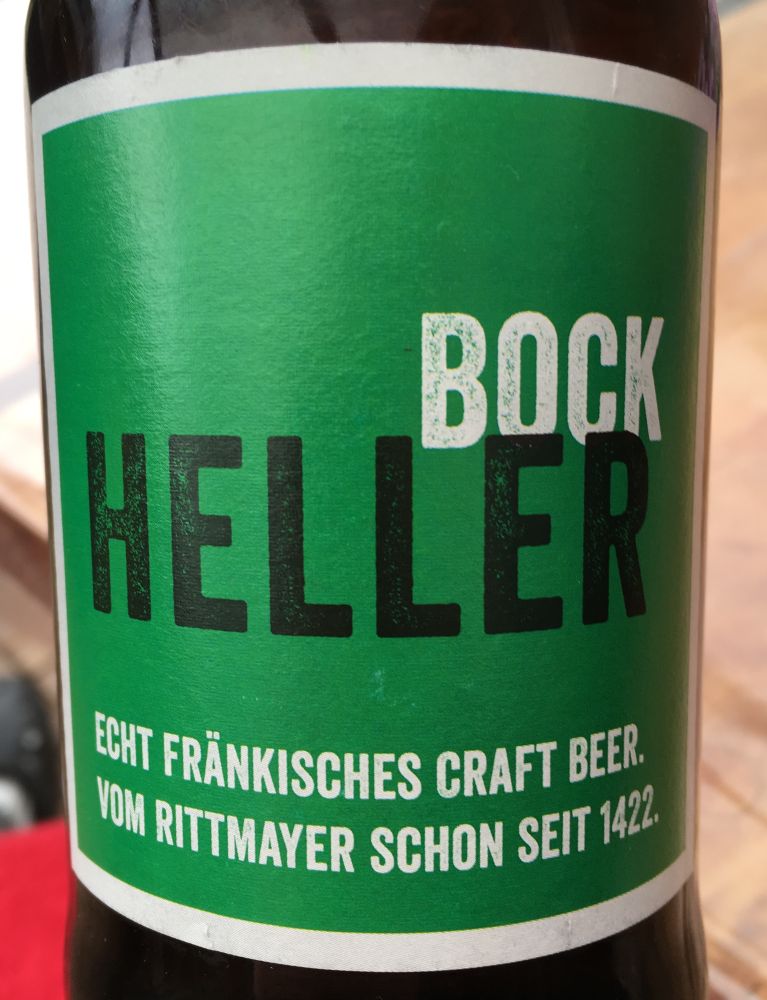 BOCK
HELLER
ECHT FRÄNKISCHES CRAFT BEER.
VOM RITTMAYER SCHON SEIT 1422.